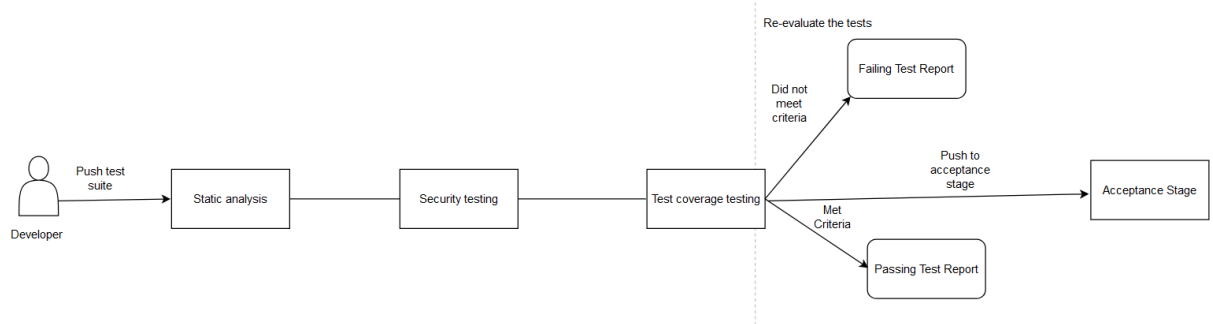 Re-evaluate the tests
Failing Test Report
Did not
meet
criteria
Push test
suite
Push to
acceptance
stage
Static analysis
Security testing
Test coverage testing
Acceptance Stage
Met
Criteria
Developer
Passing Test Report